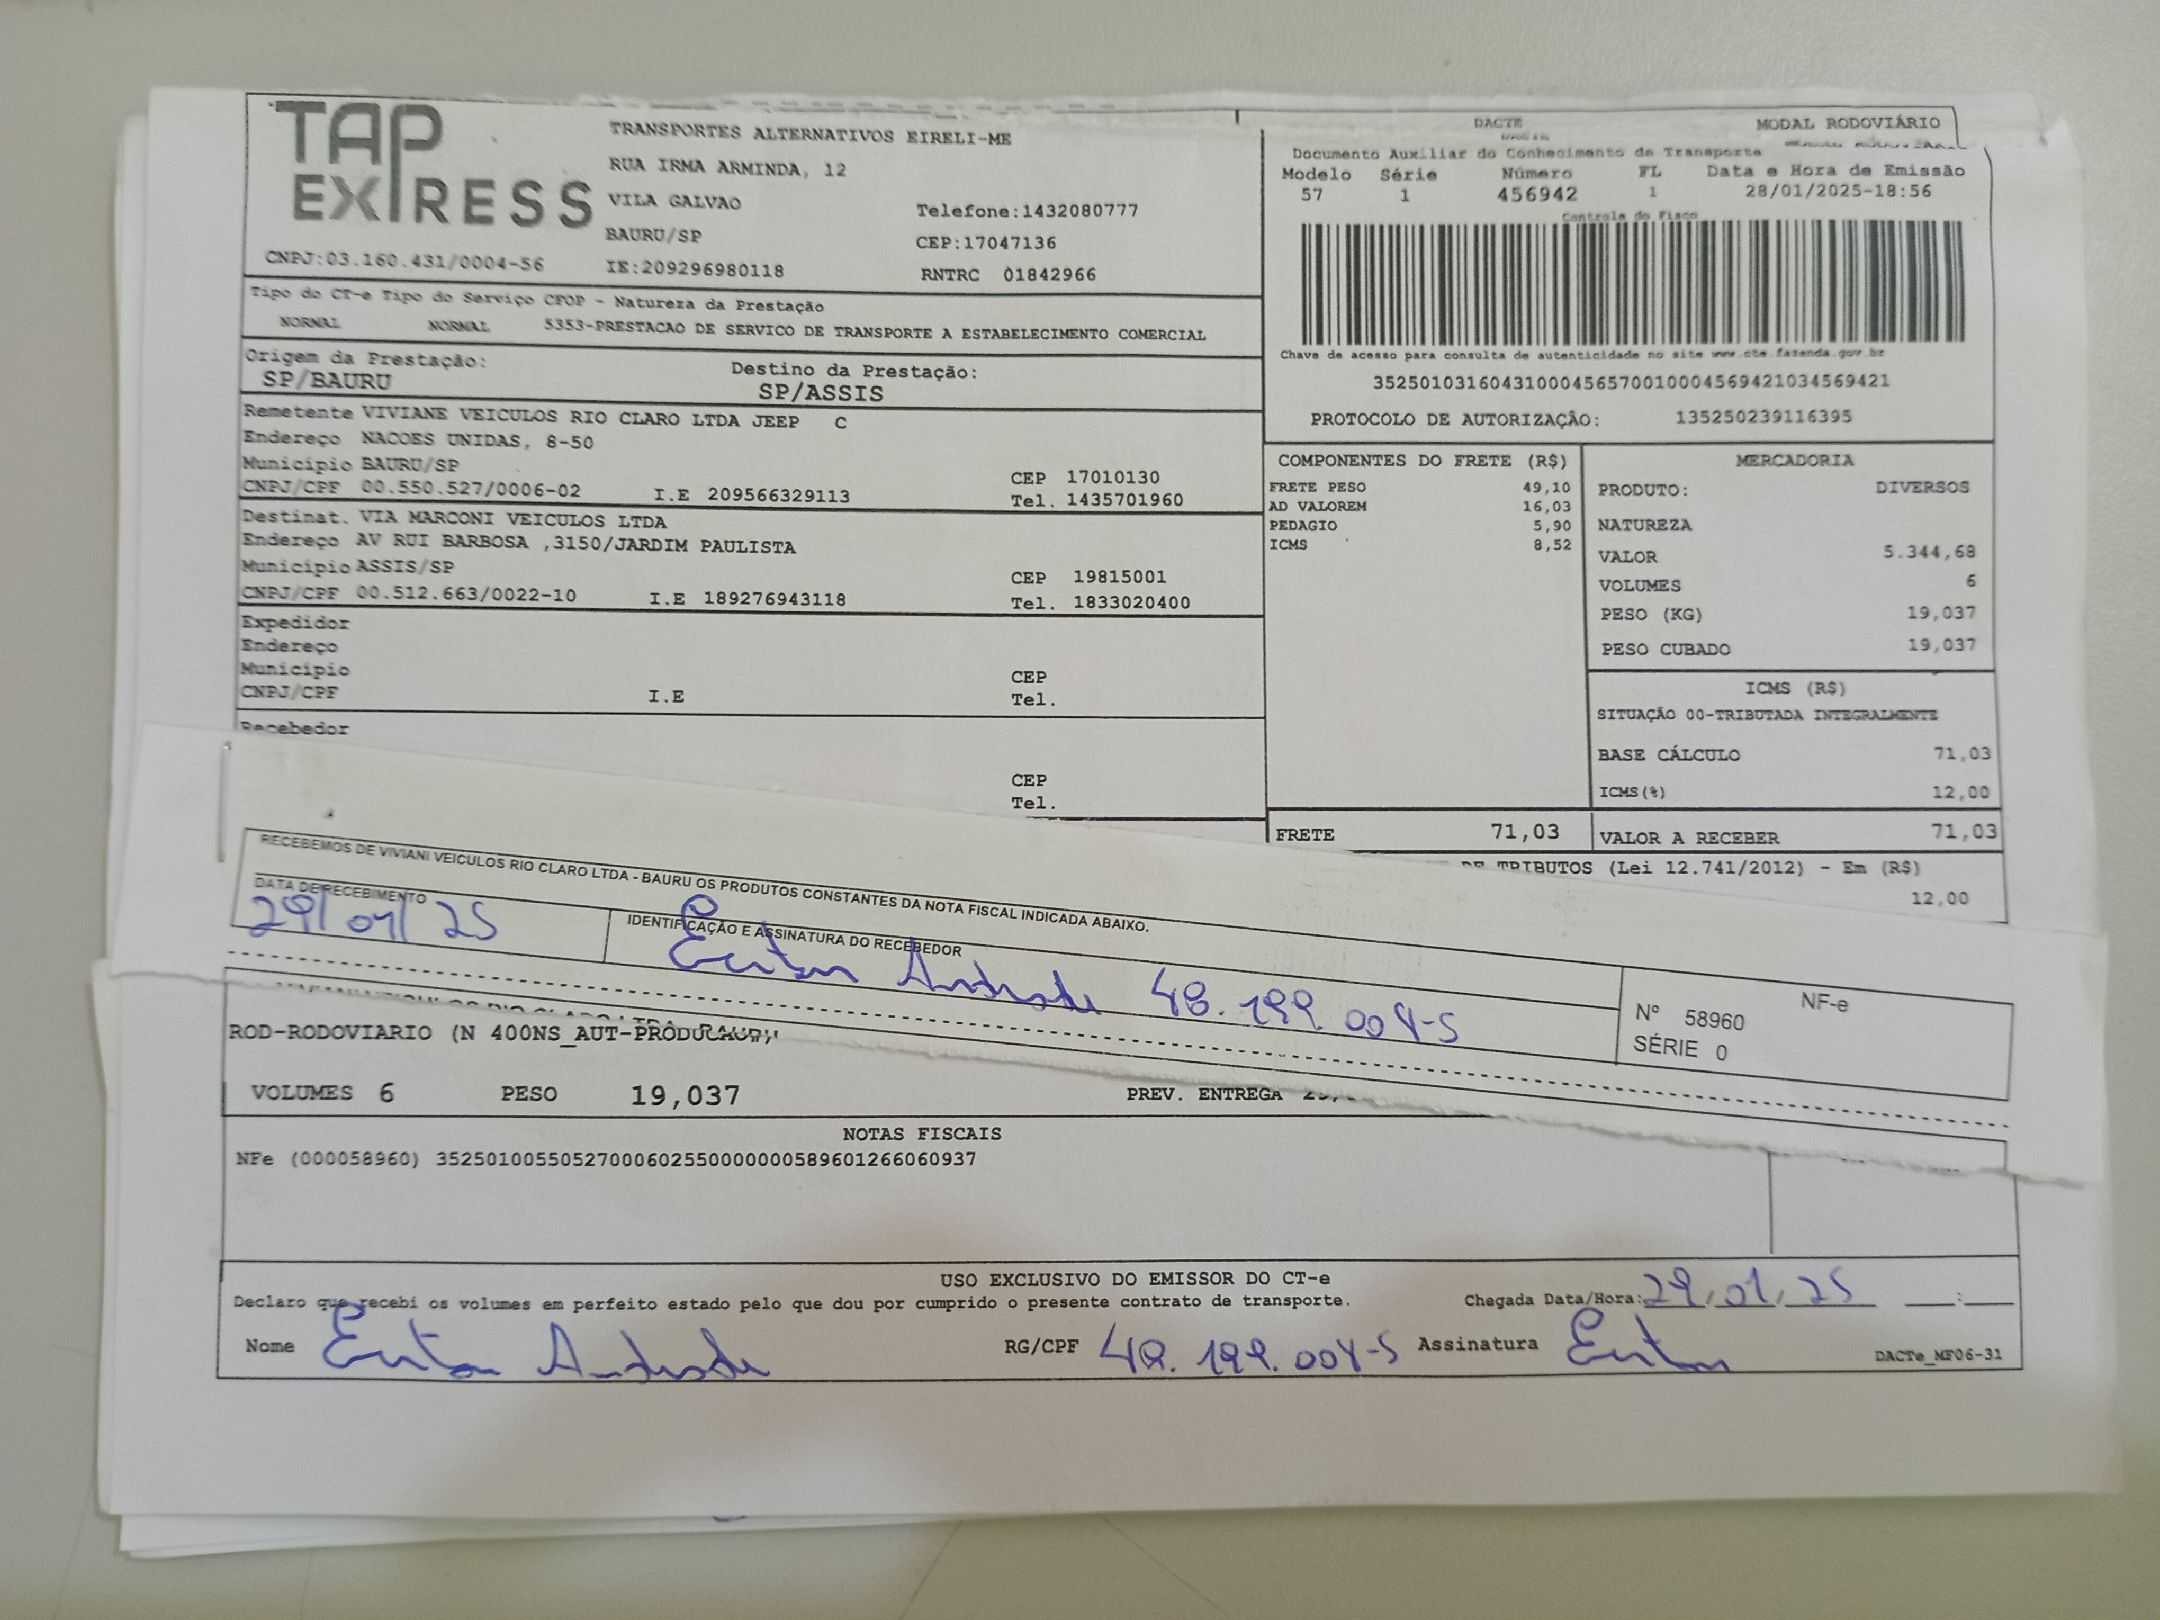 TAP
EXPRESS
TRANSPORTES ALTERNATIVOS EIRELI-ME
RUA IRMA ARMINDA, 12
VILA GALVAO
Telefone:1432080777
BAURU/SP
CEP:17047136
CNPJ:03.160.431/0004-56
IE:209296980118
RNTRC 01842966
DACTE
MODAL RODOVIÁRIO
Documento Auxiliar do Conhecimento de Transporte
Modelo Série Número FL Data e Hora de Emissão
57 1 456942 1 28/01/2025-18:56
Controle do Fisco
Chave de acesso para consulta de autenticidade no site www.cte.fazenda.gov.br
35250103160431000456570010004569421034569421
PROTOCOLO DE AUTORIZAÇÃO: 135250239116395
Tipo do CT-e Tipo do Serviço CFOP - Natureza da Prestação
NORMAL NORMAL 5353-PRESTACAO DE SERVICO DE TRANSPORTE A ESTABELECIMENTO COMERCIAL
Origem da Prestação: Destino da Prestação:
SP/BAURU SP/ASSIS
Remetente VIVIANE VEICULOS RIO CLARO LTDA JEEP C
Endereço NACOES UNIDAS, 8-50
Município BAURU/SP CEP 17010130
CNPJ/CPF 00.550.527/0006-02 I.E 209566329113 Tel. 1435701960
Destinat. VIA MARCONI VEICULOS LTDA
Endereço AV RUI BARBOSA ,3150/JARDIM PAULISTA
Município ASSIS/SP CEP 19815001
CNPJ/CPF 00.512.663/0022-10 I.E 189276943118 Tel. 1833020400
Expedidor
Endereço
Município CEP
CNPJ/CPF I.E Tel.
Recebedor
CEP
Tel.
COMPONENTES DO FRETE (R$)
FRETE PESO 49,10
AD VALOREM 16,03
PEDAGIO 5,90
ICMS 8,52
MERCADORIA
PRODUTO: DIVERSOS
NATUREZA
VALOR 5.344,68
VOLUMES 6
PESO (KG) 19,037
PESO CUBADO 19,037
ICMS (R$)
SITUAÇÃO 00-TRIBUTADA INTEGRALMENTE
BASE CÁLCULO 71,03
ICMS(%) 12,00
FRETE 71,03 VALOR A RECEBER 71,03
DE TRIBUTOS (Lei 12.741/2012) - Em (R$)
12,00
RECEBEMOS DE VIVIANI VEICULOS RIO CLARO LTDA - BAURU OS PRODUTOS CONSTANTES DA NOTA FISCAL INDICADA ABAIXO.
DATA DE RECEBIMENTO
29/01/25
IDENTIFICAÇÃO E ASSINATURA DO RECEBEDOR
Andrade
NF-e
Nº 58960
SÉRIE 0
ROD-RODOVIARIO (N 400NS_AUT-PRODUCAO
VOLUMES 6 PESO 19,037 PREV. ENTREGA
NOTAS FISCAIS
NFe (000058960) 35250100550527000602550000000589601266060937
USO EXCLUSIVO DO EMISSOR DO CT-e
Declaro que recebi os volumes em perfeito estado pelo que dou por cumprido o presente contrato de transporte. Chegada Data/Hora: 29/01/25 :
Nome Andrade RG/CPF Assinatura
DACTe_MF06-31